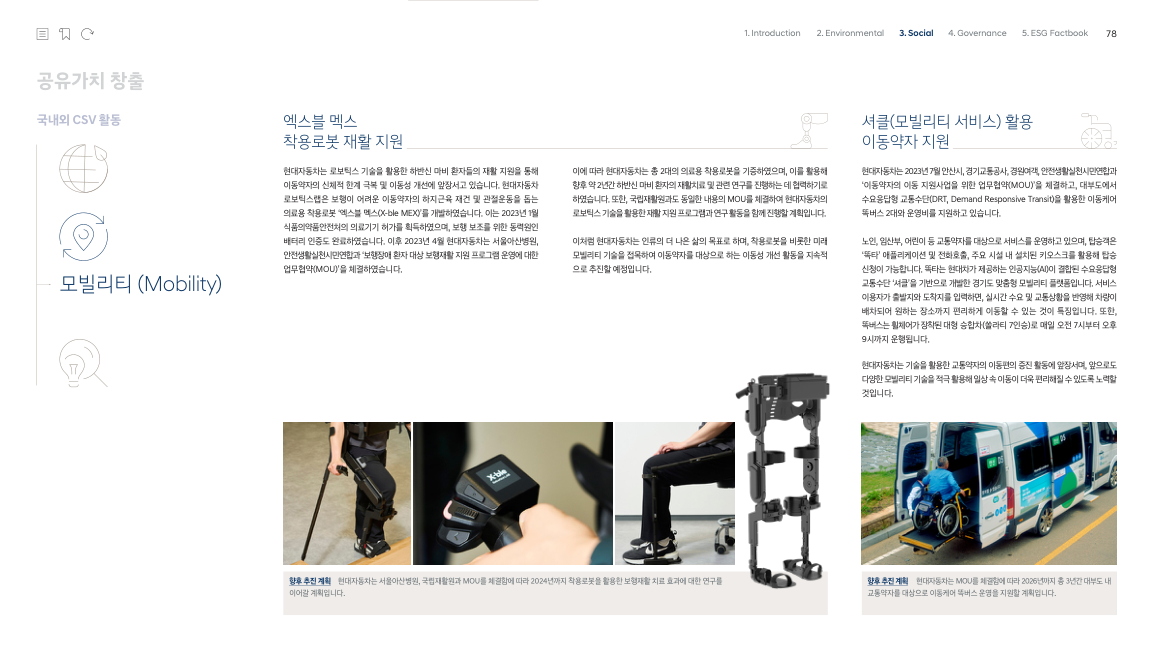 1. Introduction
2. Environmental
3. Social
4. Governance
5. ESG Factbook
78
공유가치 창출
국내외 CSV 활동
모빌리티 (Mobility)
엑스블 멕스
착용로봇 재활 지원
현대자동차는 로보틱스 기술을 활용한 하반신 마비 환자들의 재활 지원을 통해
이동약자의 신체적 한계 극복 및 이동성 개선에 앞장서고 있습니다. 현대자동차
로보틱스랩은 보행이 어려운 이동약자의 하지근육 재건 및 관절운동을 돕는
의료용 착용로봇 ‘엑스블 멕스(X-ble MEX)’를 개발하였습니다. 이는 2023년 1월
식품의약품안전처의 의료기기 허가를 획득하였으며, 보행 보조를 위한 동력원인
배터리 인증도 완료하였습니다. 이후 2023년 4월 현대자동차는 서울아산병원,
안전생활실천시민연합과 ‘보행장애 환자 대상 보행재활 지원 프로그램 운영에 대한
업무협약(MOU)’을 체결하였습니다.
이에 따라 현대자동차는 총 2대의 의료용 착용로봇을 기증하였으며, 이를 활용해
향후 약 2년간 하반신 마비 환자의 재활치료 및 관련 연구를 진행하는 데 협력하기로
하였습니다. 또한, 국립재활원과도 동일한 내용의 MOU를 체결하여 현대자동차의
로보틱스 기술을 활용한 재활 지원 프로그램과 연구 활동을 함께 진행할 계획입니다.
이처럼 현대자동차는 인류의 더 나은 삶의 목표로 하며, 착용로봇을 비롯한 미래
모빌리티 기술을 접목하여 이동약자를 대상으로 하는 이동성 개선 활동을 지속적
으로 추진할 예정입니다.
X-ble
향후 추진 계획 현대자동차는 서울아산병원, 국립재활원과 MOU를 체결함에 따라 2024년까지 착용로봇을 활용한 보행재활 치료 효과에 대한 연구를
이어갈 계획입니다.
셔클(모빌리티 서비스) 활용
이동약자 지원
현대자동차는 2023년 7월 안산시, 경기교통공사, 경원여객, 안전생활실천시민연합과
‘이동약자의 이동 지원사업을 위한 업무협약(MOU)’을 체결하고, 대부도에서
수요응답형 교통수단(DRT, Demand Responsive Transit)을 활용한 이동케어
똑버스 2대와 운영비를 지원하고 있습니다.
노인, 임산부, 어린이 등 교통약자를 대상으로 서비스를 운영하고 있으며, 탑승객은
‘똑타’ 애플리케이션 및 전화호출, 주요 시설 내 설치된 키오스크를 활용해 탑승
신청이 가능합니다. 똑타는 현대차가 제공하는 인공지능(AI)이 결합된 수요응답형
교통수단 ‘셔클’을 기반으로 개발한 경기도 맞춤형 모빌리티 플랫폼입니다. 서비스
이용자가 출발지와 도착지를 입력하면, 실시간 수요 및 교통상황을 반영해 차량이
배차되어 원하는 장소까지 편리하게 이동할 수 있는 것이 특징입니다. 또한,
똑버스는 휠체어가 장착된 대형 승합차(쏠라티 7인승)로 매일 오전 7시부터 오후
9시까지 운행됩니다.
현대자동차는 기술을 활용한 교통약자의 이동편의 증진 활동에 앞장서며, 앞으로도
다양한 모빌리티 기술을 적극 활용해 일상 속 이동이 더욱 편리해질 수 있도록 노력할
것입니다.
05
05
향후 추진 계획 현대자동차는 MOU를 체결함에 따라 2026년까지 총 3년간 대부도 내
교통약자를 대상으로 이동케어 똑버스 운영을 지원할 계획입니다.